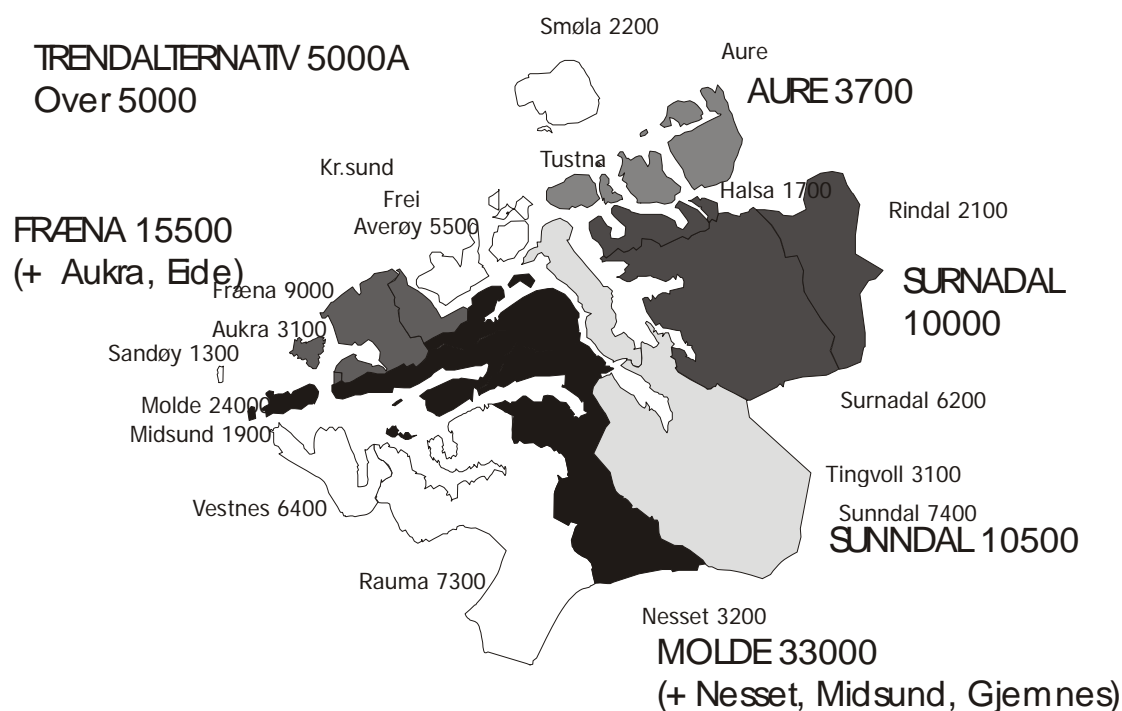 Smøla 2200
TRENDALTERNATIV 5000A
Over 5000
Aure
AURE 3700
Kr.sund
Tustna
Frei
Halsa 1700
Averøy 5500
Rindal 2100
FRÆNA 15500
(+ Aukra, Eide)
Fræna 9000
SURNADAL
10000
Aukra 3100
Sandøy 1300
Molde 24000
Surnadal 6200
Midsund 1900
Tingvoll 3100
Vestnes 6400
Sunndal 7400
SUNNDAL 10500
Rauma 7300
Nesset 3200
MOLDE 33000
(+ Nesset, Midsund, Gjemnes)